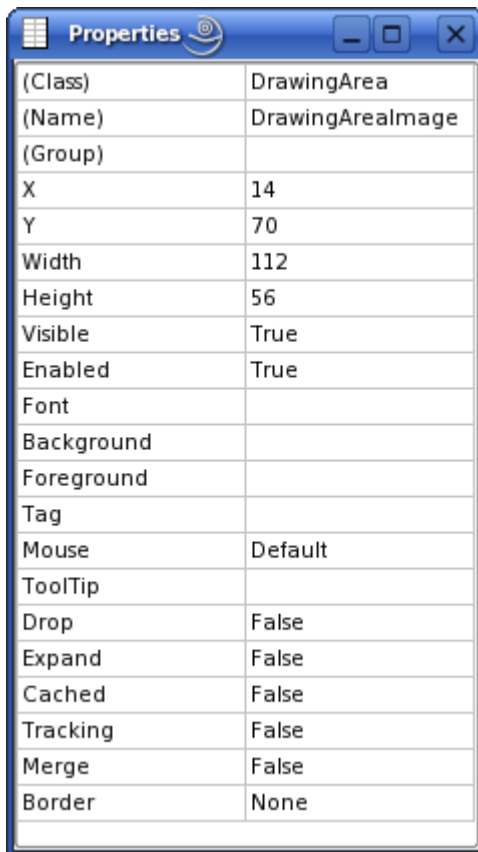 Properties
(Class) DrawingArea
(Name) DrawingAreaImage
(Group)
X 14
Y 70
Width 112
Height 56
Visible True
Enabled True
Font
Background
Foreground
Tag
Mouse Default
ToolTip
Drop False
Expand False
Cached False
Tracking False
Merge False
Border None